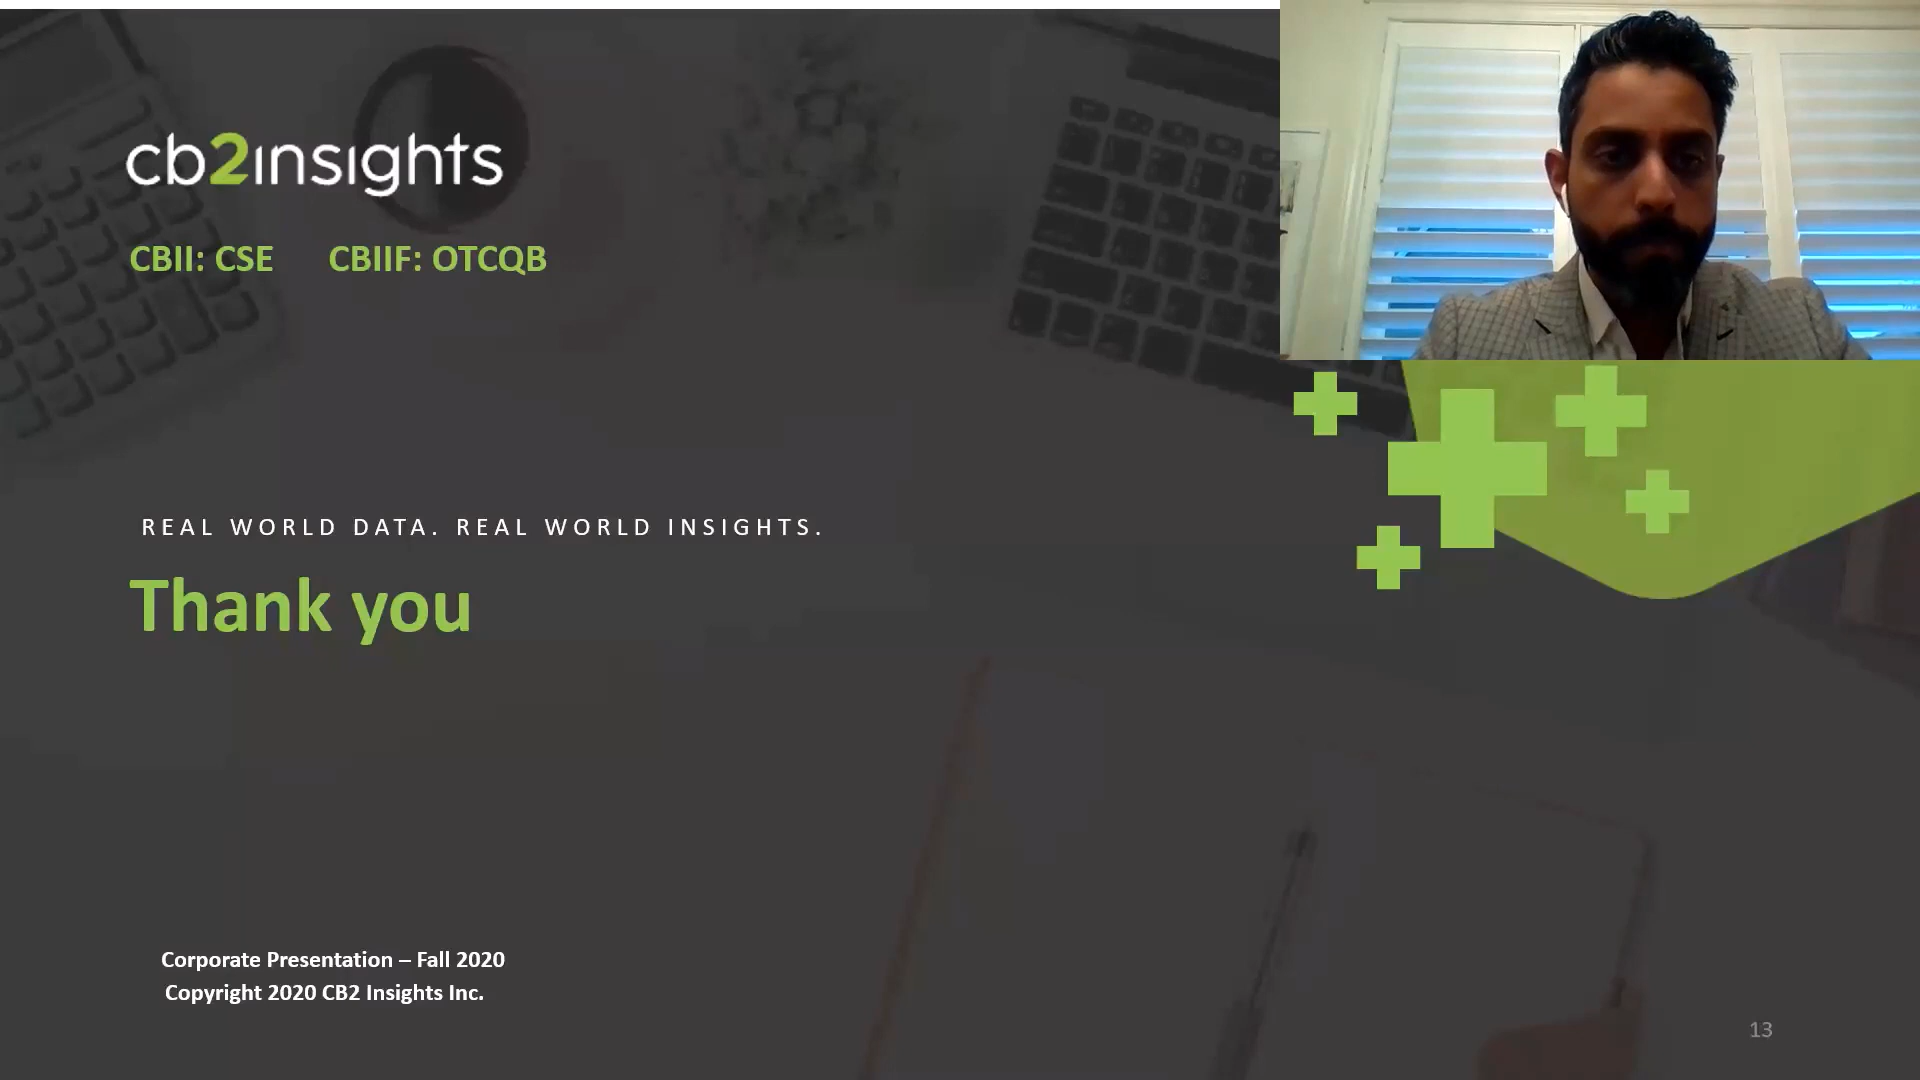 cb2insights
CBII: CSE CBIIF: OTCQB
REAL WORLD DATA. REAL WORLD INSIGHTS.
Thank you
Corporate Presentation – Fall 2020
Copyright 2020 CB2 Insights Inc.
13